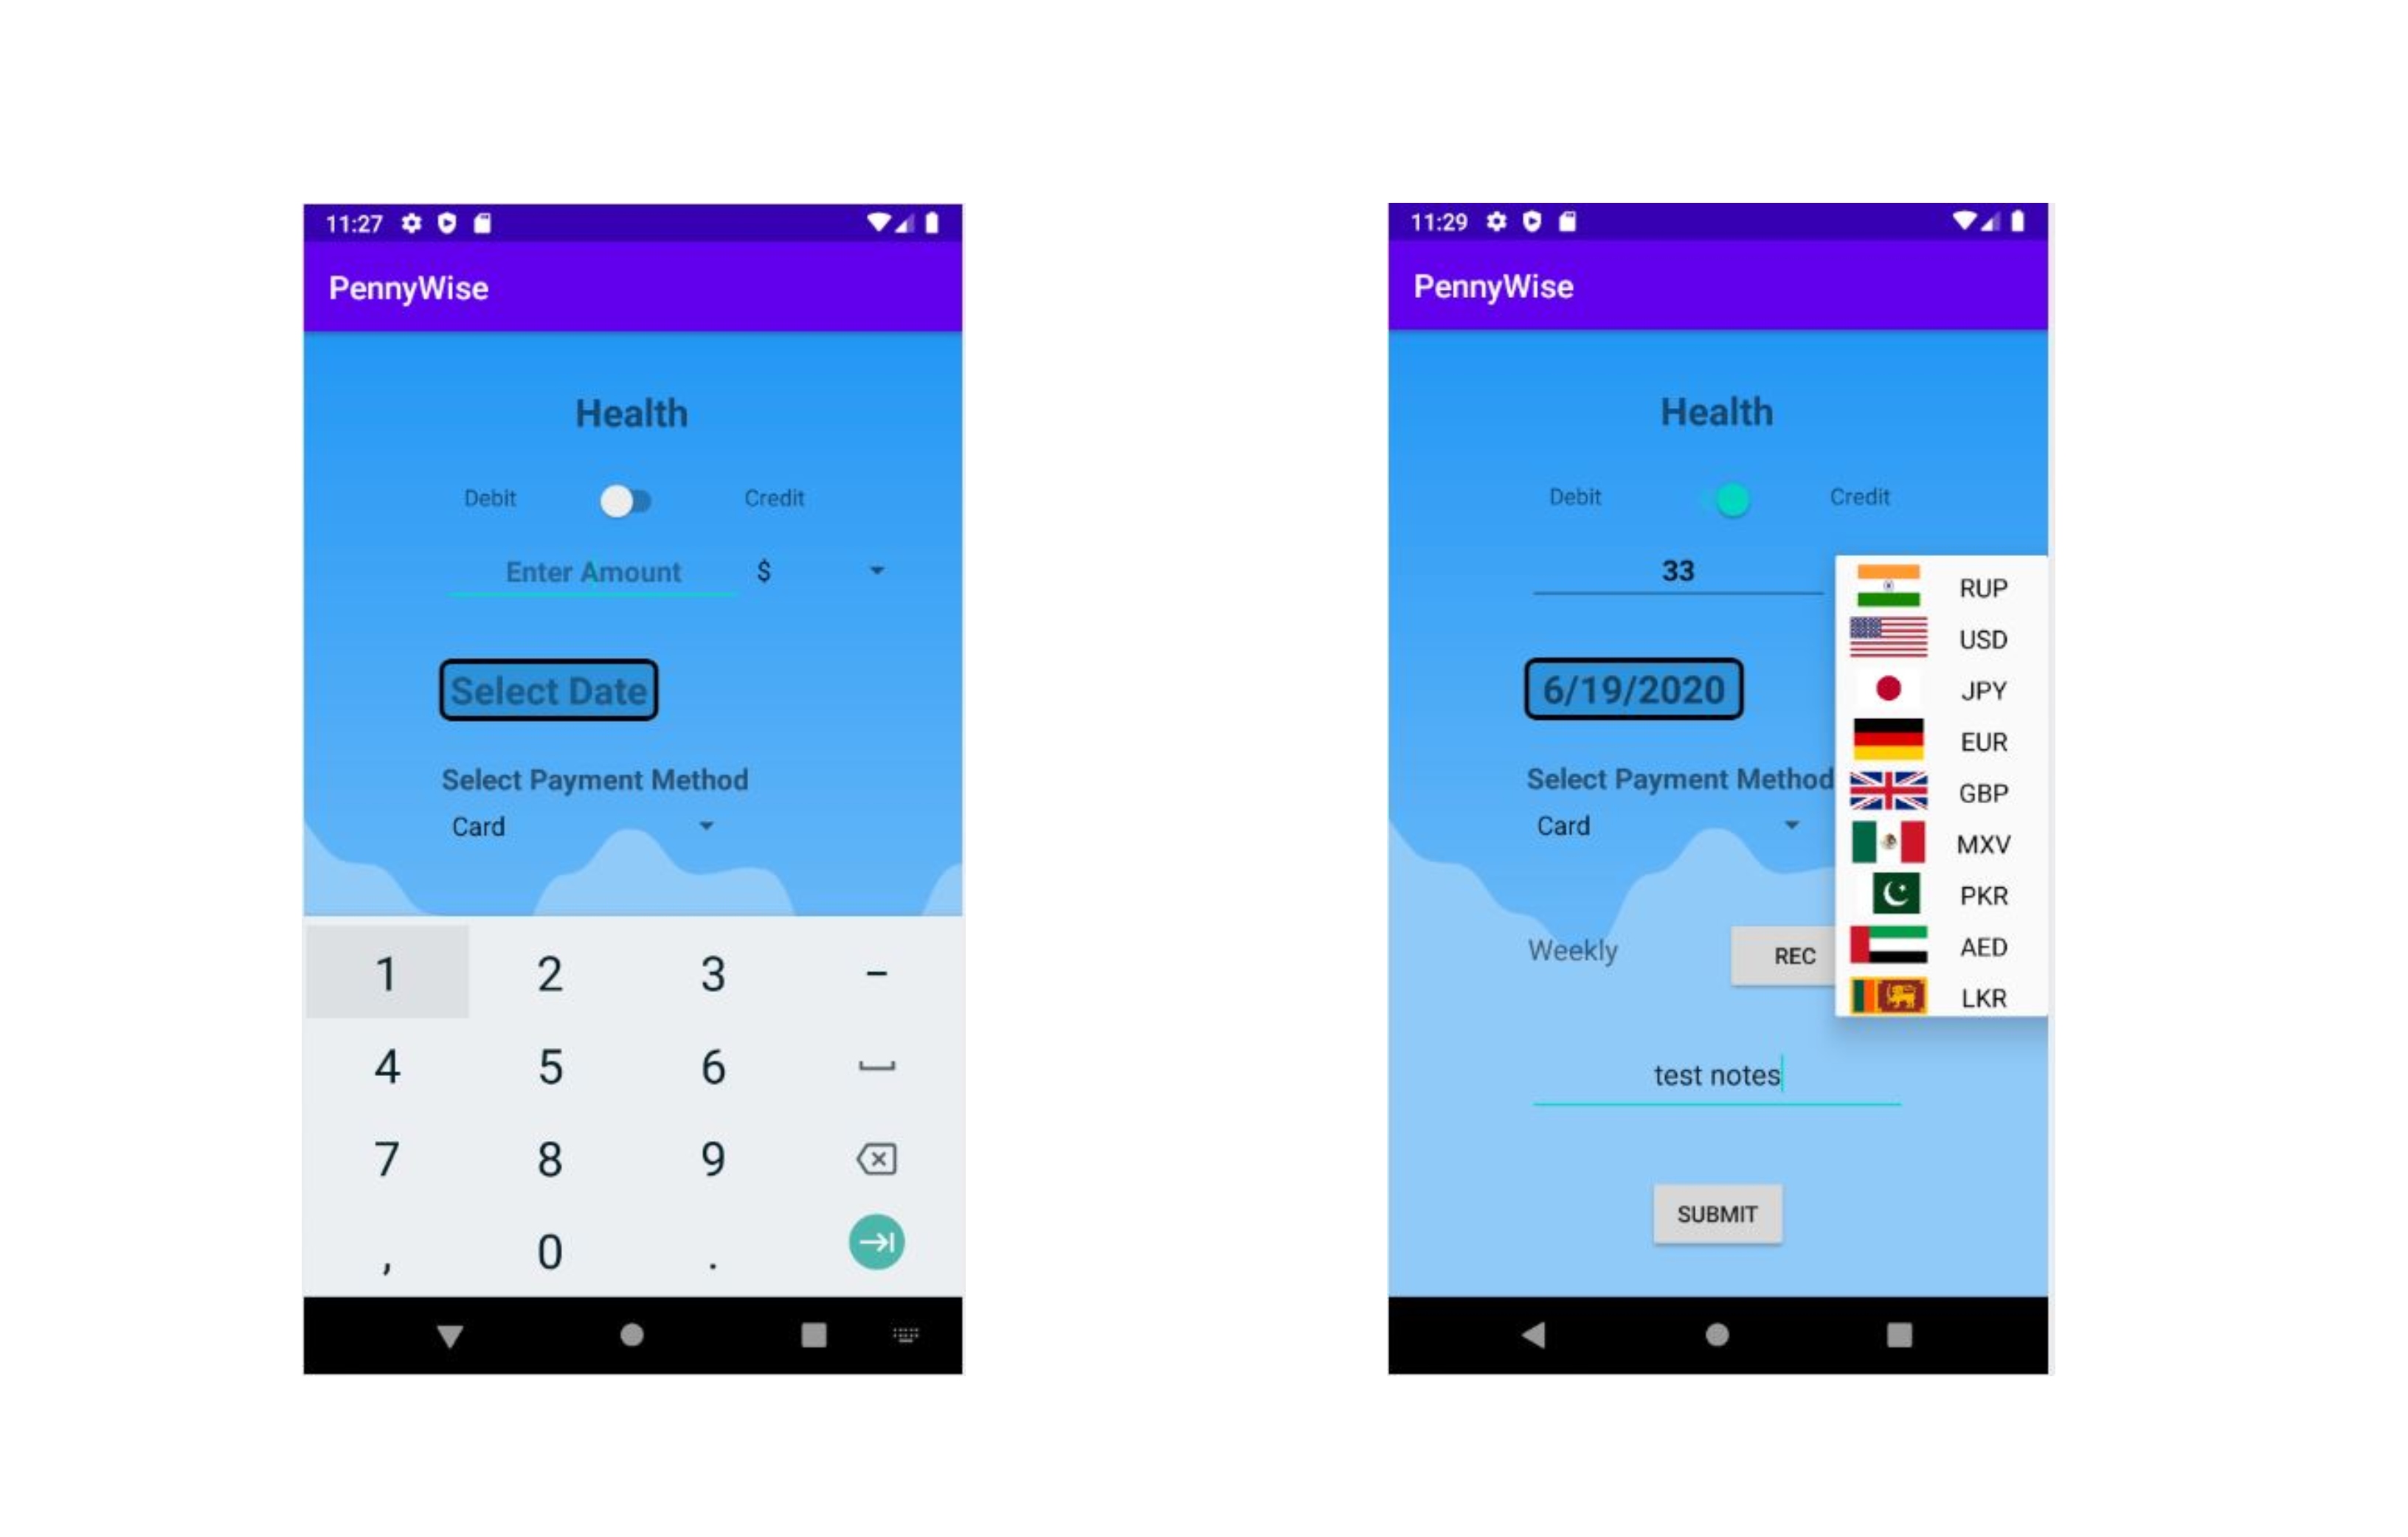 11:27
PennyWise
Health
Debit Credit
Enter Amount $
Select Date
Select Payment Method
Card
1 2 3 -
4 5 6
7 8 9
, 0 .
11:29
PennyWise
Health
Debit Credit
33
6/19/2020
Select Payment Method
Card
Weekly REC
test notes
SUBMIT
RUP
USD
JPY
EUR
GBP
MXV
PKR
AED
LKR